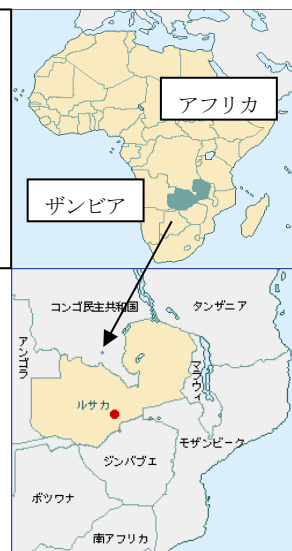 アフリカ
ザンビア
コンゴ民主共和国
タンザニア
アンゴラ
マラウィ
ルサカ
モザンビーク
ジンバブエ
ボツワナ
南アフリカ